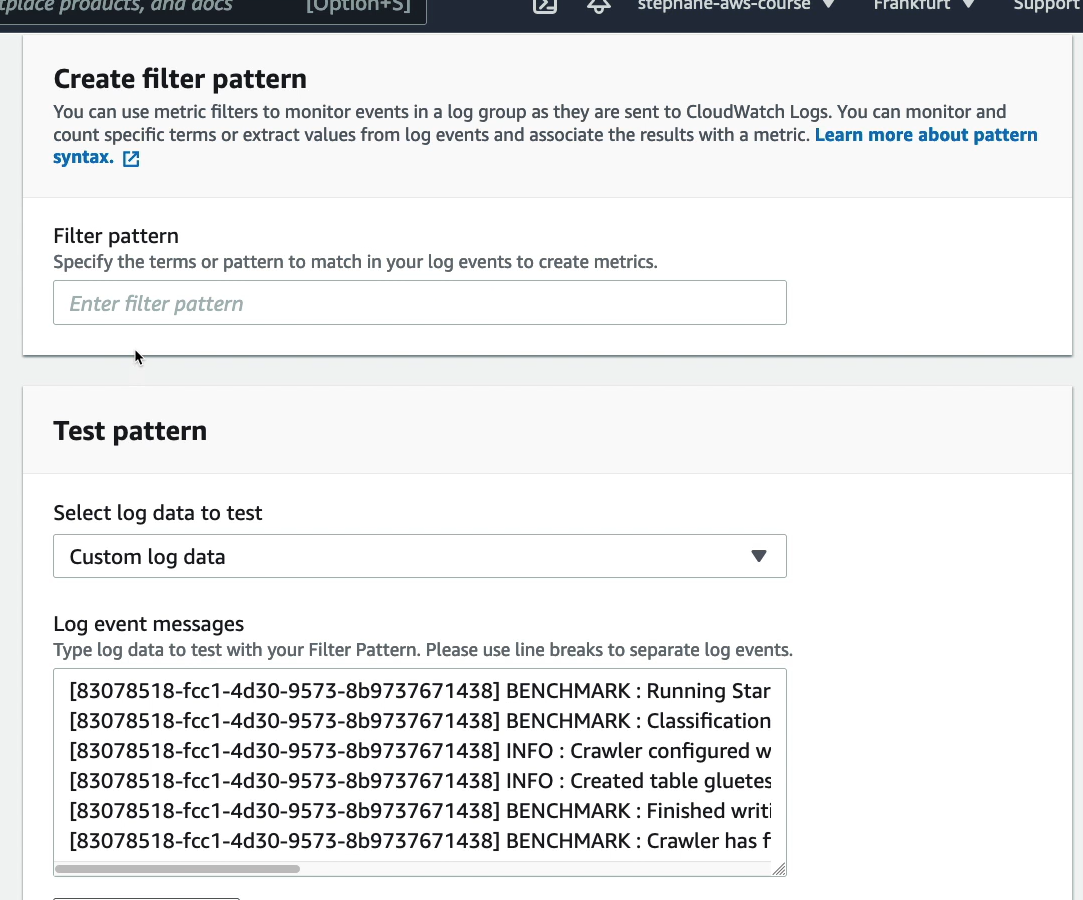 tplace products, and docs [Option+S] stephane-aws-course Frankfurt Support
Create filter pattern
You can use metric filters to monitor events in a log group as they are sent to CloudWatch Logs. You can monitor and
count specific terms or extract values from log events and associate the results with a metric. Learn more about pattern
syntax.
Filter pattern
Specify the terms or pattern to match in your log events to create metrics.
Enter filter pattern
Test pattern
Select log data to test
Custom log data
Log event messages
Type log data to test with your Filter Pattern. Please use line breaks to separate log events.
[83078518-fcc1-4d30-9573-8b9737671438] BENCHMARK : Running Star
[83078518-fcc1-4d30-9573-8b9737671438] BENCHMARK : Classification
[83078518-fcc1-4d30-9573-8b9737671438] INFO : Crawler configured w
[83078518-fcc1-4d30-9573-8b9737671438] INFO : Created table gluetes
[83078518-fcc1-4d30-9573-8b9737671438] BENCHMARK : Finished writi
[83078518-fcc1-4d30-9573-8b9737671438] BENCHMARK : Crawler has f